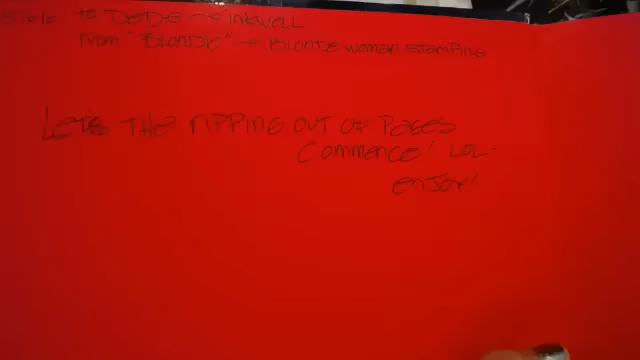 to DEDE → INKWELL
From "BLONDIE" → BLONDE woman STAMPING
Let's THE RIPPING OUT OF PAGES
Commence! LOL-
enjoy!